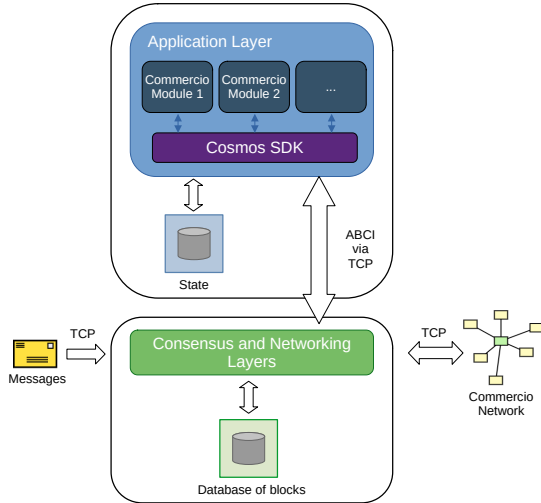 Application Layer
Commercio
Module 1
Commercio
Module 2
...
Cosmos SDK
ABCI
via
TCP
State
TCP
Messages
Consensus and Networking
Layers
TCP
Commercio
Network
Database of blocks